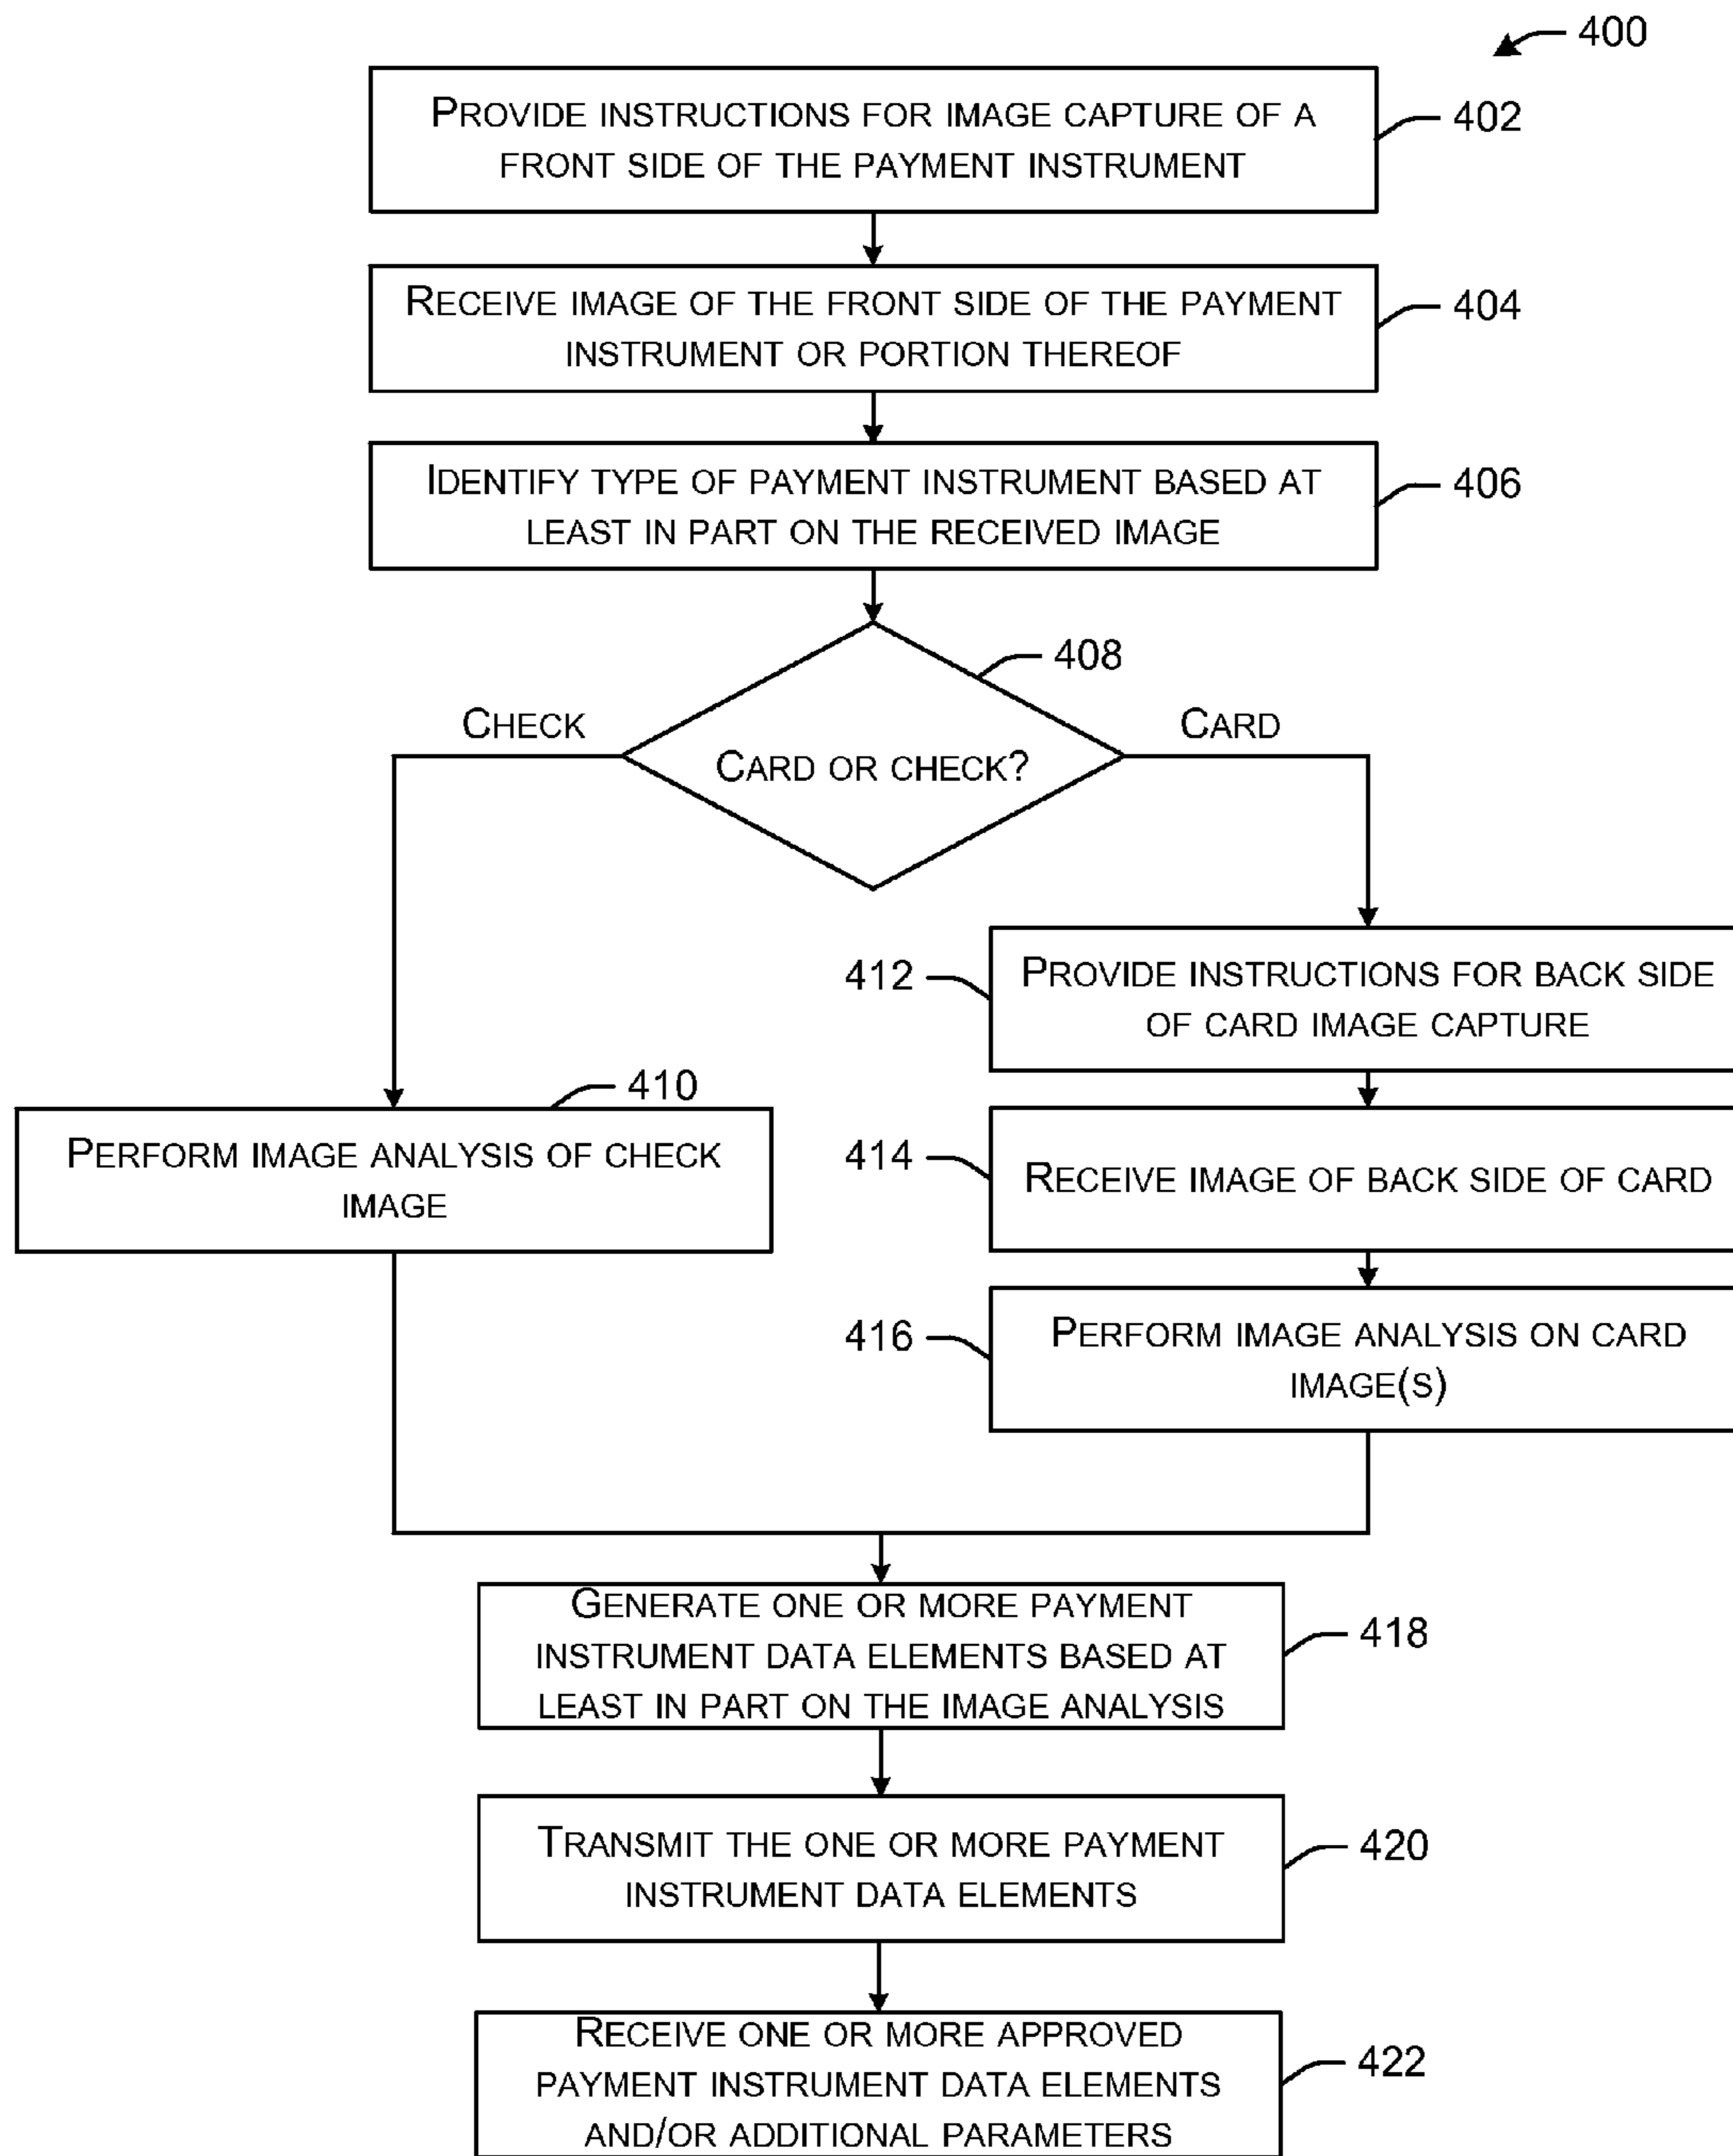 400
PROVIDE INSTRUCTIONS FOR IMAGE CAPTURE OF A
FRONT SIDE OF THE PAYMENT INSTRUMENT
402
RECEIVE IMAGE OF THE FRONT SIDE OF THE PAYMENT
INSTRUMENT OR PORTION THEREOF
404
IDENTIFY TYPE OF PAYMENT INSTRUMENT BASED AT
LEAST IN PART ON THE RECEIVED IMAGE
406
408
CHECK
CARD
CARD OR CHECK?
412
PROVIDE INSTRUCTIONS FOR BACK SIDE
OF CARD IMAGE CAPTURE
410
PERFORM IMAGE ANALYSIS OF CHECK
IMAGE
414
RECEIVE IMAGE OF BACK SIDE OF CARD
416
PERFORM IMAGE ANALYSIS ON CARD
IMAGE(S)
GENERATE ONE OR MORE PAYMENT
INSTRUMENT DATA ELEMENTS BASED AT
LEAST IN PART ON THE IMAGE ANALYSIS
418
TRANSMIT THE ONE OR MORE PAYMENT
INSTRUMENT DATA ELEMENTS
420
RECEIVE ONE OR MORE APPROVED
PAYMENT INSTRUMENT DATA ELEMENTS
AND/OR ADDITIONAL PARAMETERS
422